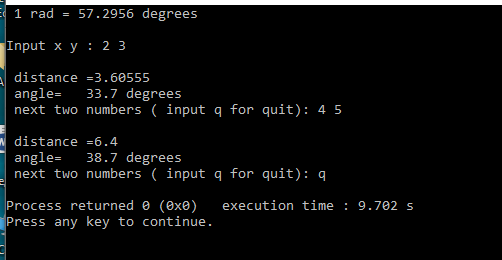 1 rad = 57.2956 degrees
Input x y : 2 3
distance =3.60555
angle=   33.7 degrees
next two numbers ( input q for quit): 4 5
distance =6.4
angle=   38.7 degrees
next two numbers ( input q for quit): q
Process returned 0 (0x0)   execution time : 9.702 s
Press any key to continue.